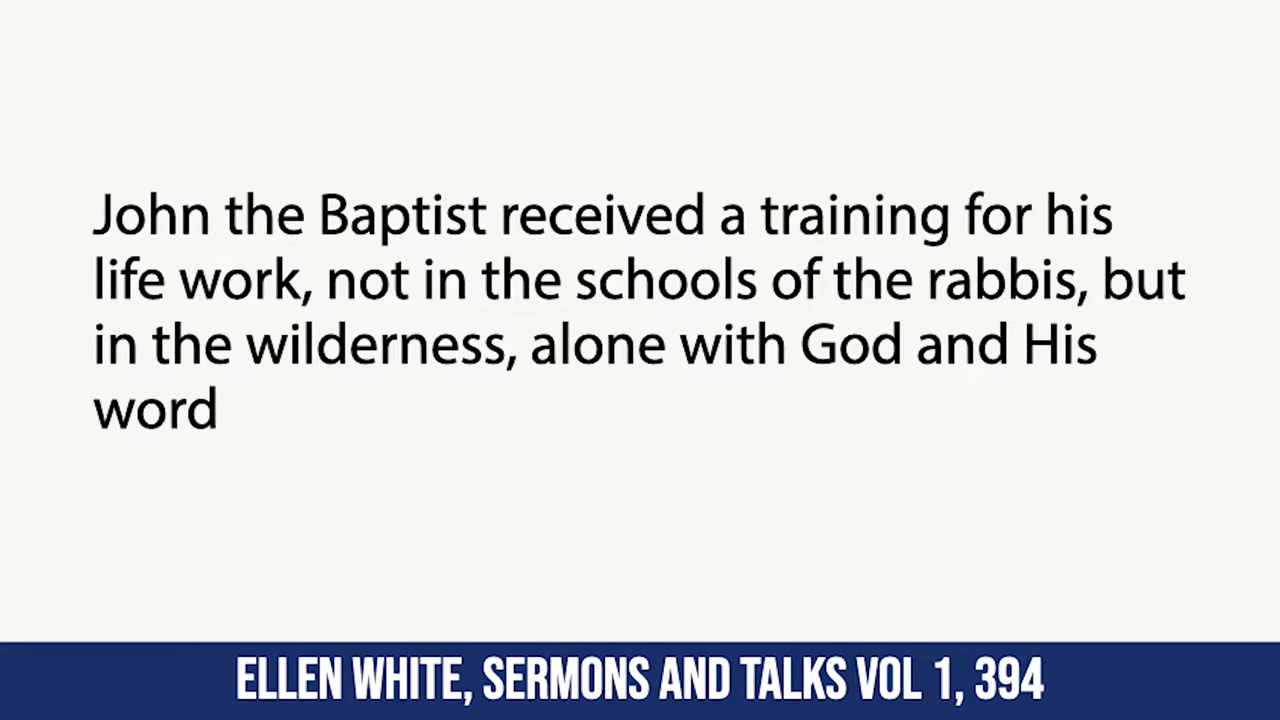 John the Baptist received a training for his
life work, not in the schools of the rabbis, but
in the wilderness, alone with God and His
word
ELLEN WHITE, SERMONS AND TALKS VOL 1, 394